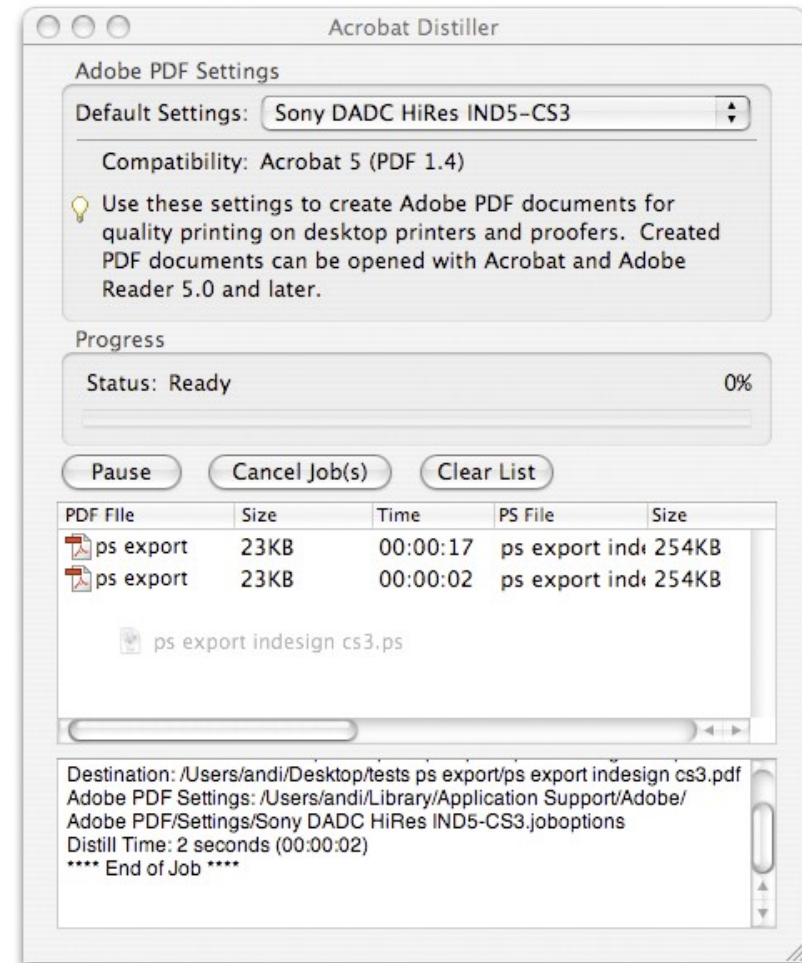 Acrobat Distiller
Adobe PDF Settings
Default Settings: Sony DADC HiRes IND5-CS3
Compatibility: Acrobat 5 (PDF 1.4)
Use these settings to create Adobe PDF documents for
quality printing on desktop printers and proofers. Created
PDF documents can be opened with Acrobat and Adobe
Reader 5.0 and later.
Progress
Status: Ready 0%
Pause Cancel Job(s) Clear List
PDF FIle Size Time PS File Size
ps export 23KB 00:00:17 ps export inde 254KB
ps export 23KB 00:00:02 ps export inde 254KB
ps export indesign cs3.ps
Destination: /Users/andi/Desktop/tests ps export/ps export indesign cs3.pdf
Adobe PDF Settings: /Users/andi/Library/Application Support/Adobe/
Adobe PDF/Settings/Sony DADC HiRes IND5-CS3.joboptions
Distill Time: 2 seconds (00:00:02)
**** End of Job ****